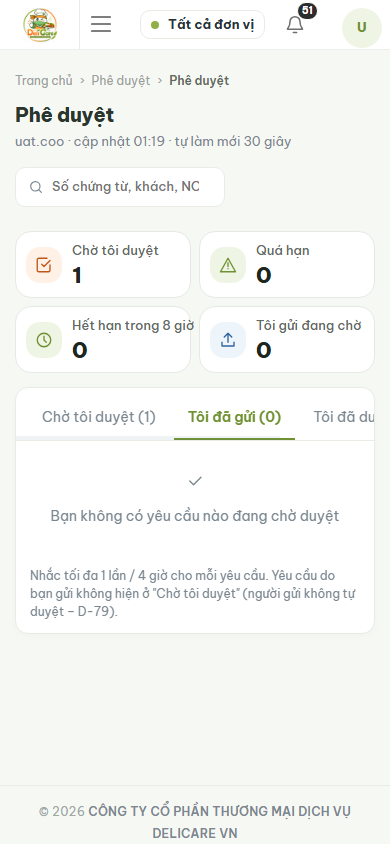 Deli Care
Tất cả đơn vị
51
U
Trang chủ > Phê duyệt > Phê duyệt
Phê duyệt
uat.coo · cập nhật 01:19 · tự làm mới 30 giây
Số chứng từ, khách, NC
Chờ tôi duyệt
1
Quá hạn
0
Hết hạn trong 8 giờ
0
Tôi gửi đang chờ
0
Chờ tôi duyệt (1) Tôi đã gửi (0) Tôi đã du
Bạn không có yêu cầu nào đang chờ duyệt
Nhắc tối đa 1 lần / 4 giờ cho mỗi yêu cầu. Yêu cầu do
bạn gửi không hiện ở "Chờ tôi duyệt" (người gửi không tự
duyệt – D-79).
© 2026 CÔNG TY CỔ PHẦN THƯƠNG MẠI DỊCH VỤ
DELICARE VN